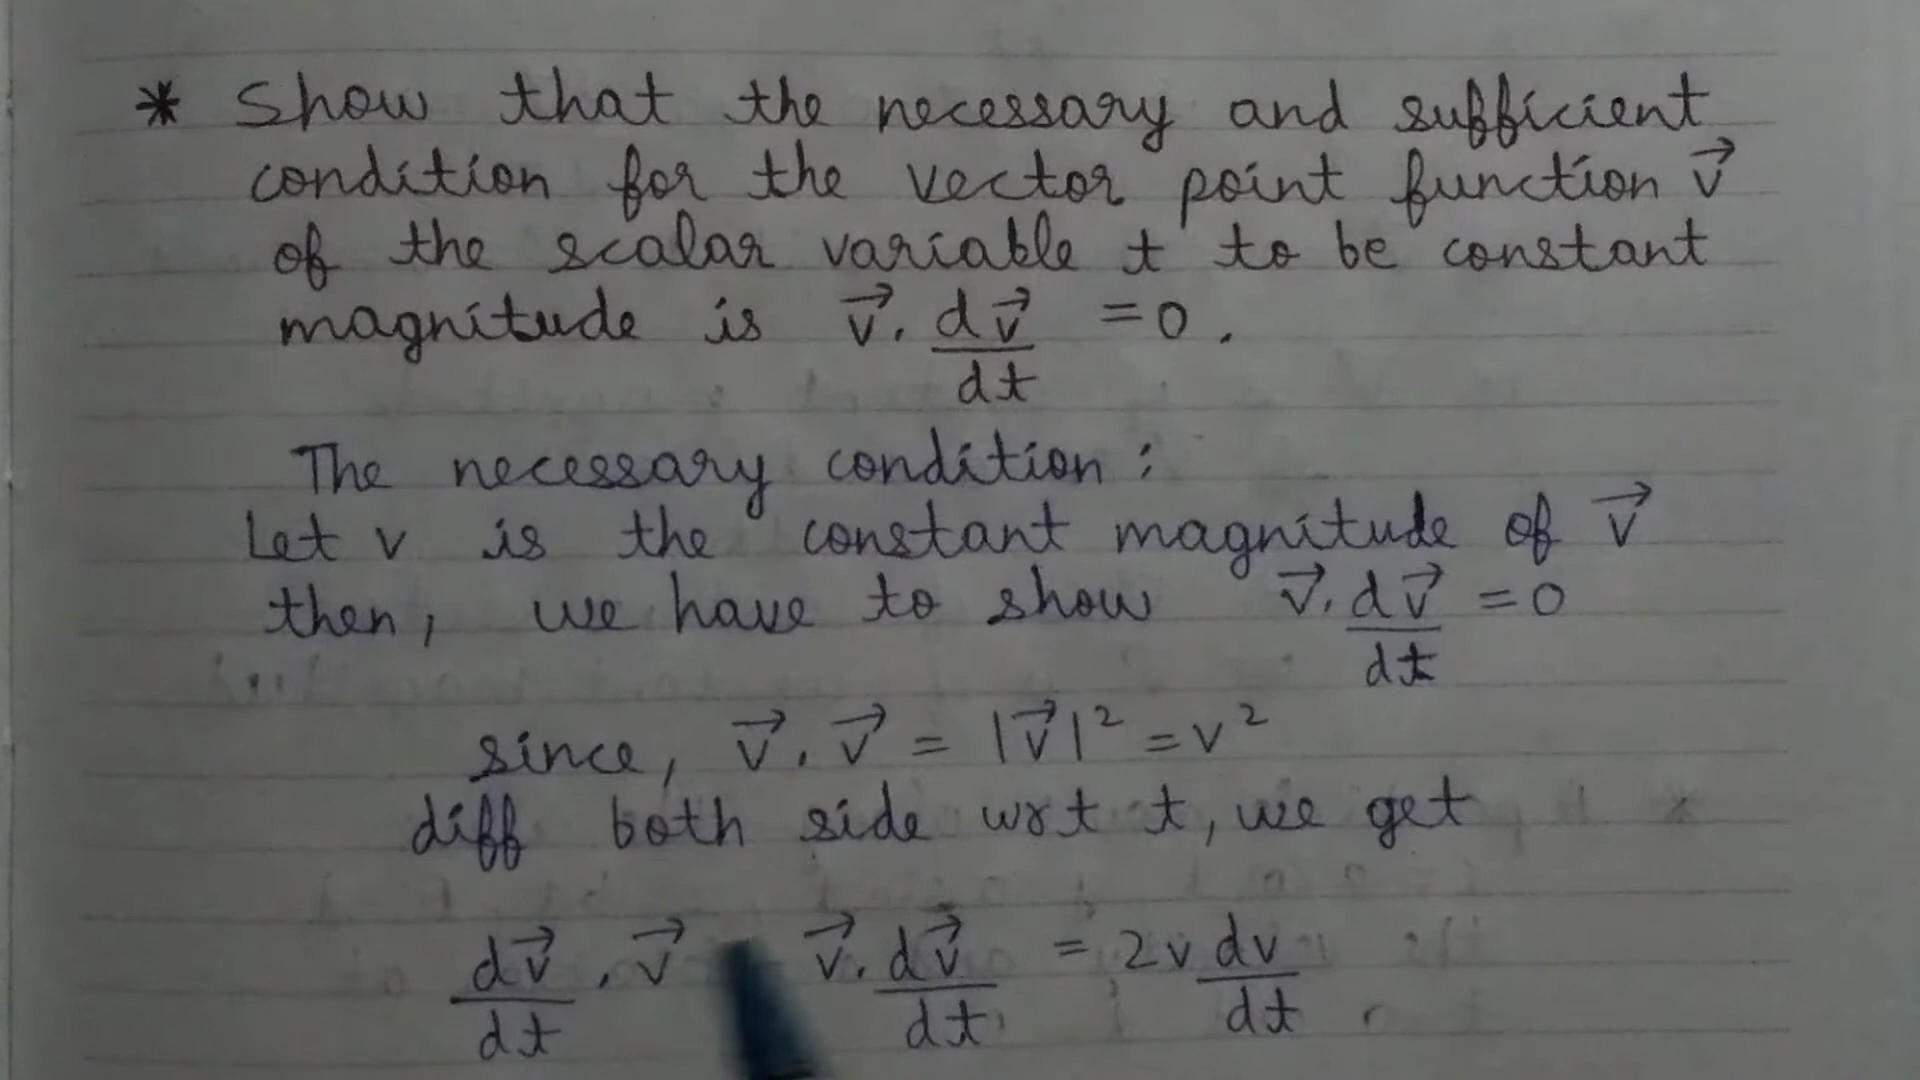 * Show that the necessary and sufficient
condition for the vector point function v⃗
of the scalar variable t to be constant
magnitude is v⃗ . dv⃗/dt = 0 .
The necessary condition :
Let v is the constant magnitude of v⃗
then, we have to show v⃗ . dv⃗/dt = 0
since, v⃗ . v⃗ = |v⃗|² = v²
diff both side wrt t, we get
dv⃗/dt . v⃗ v⃗ . dv⃗/dt = 2v dv/dt